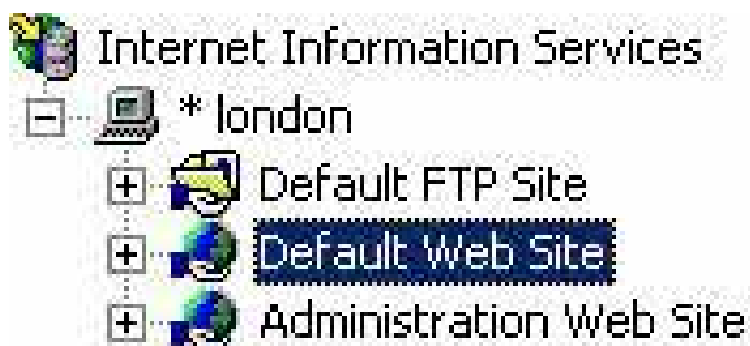 Internet Information Services
* london
Default FTP Site
Default Web Site
Administration Web Site